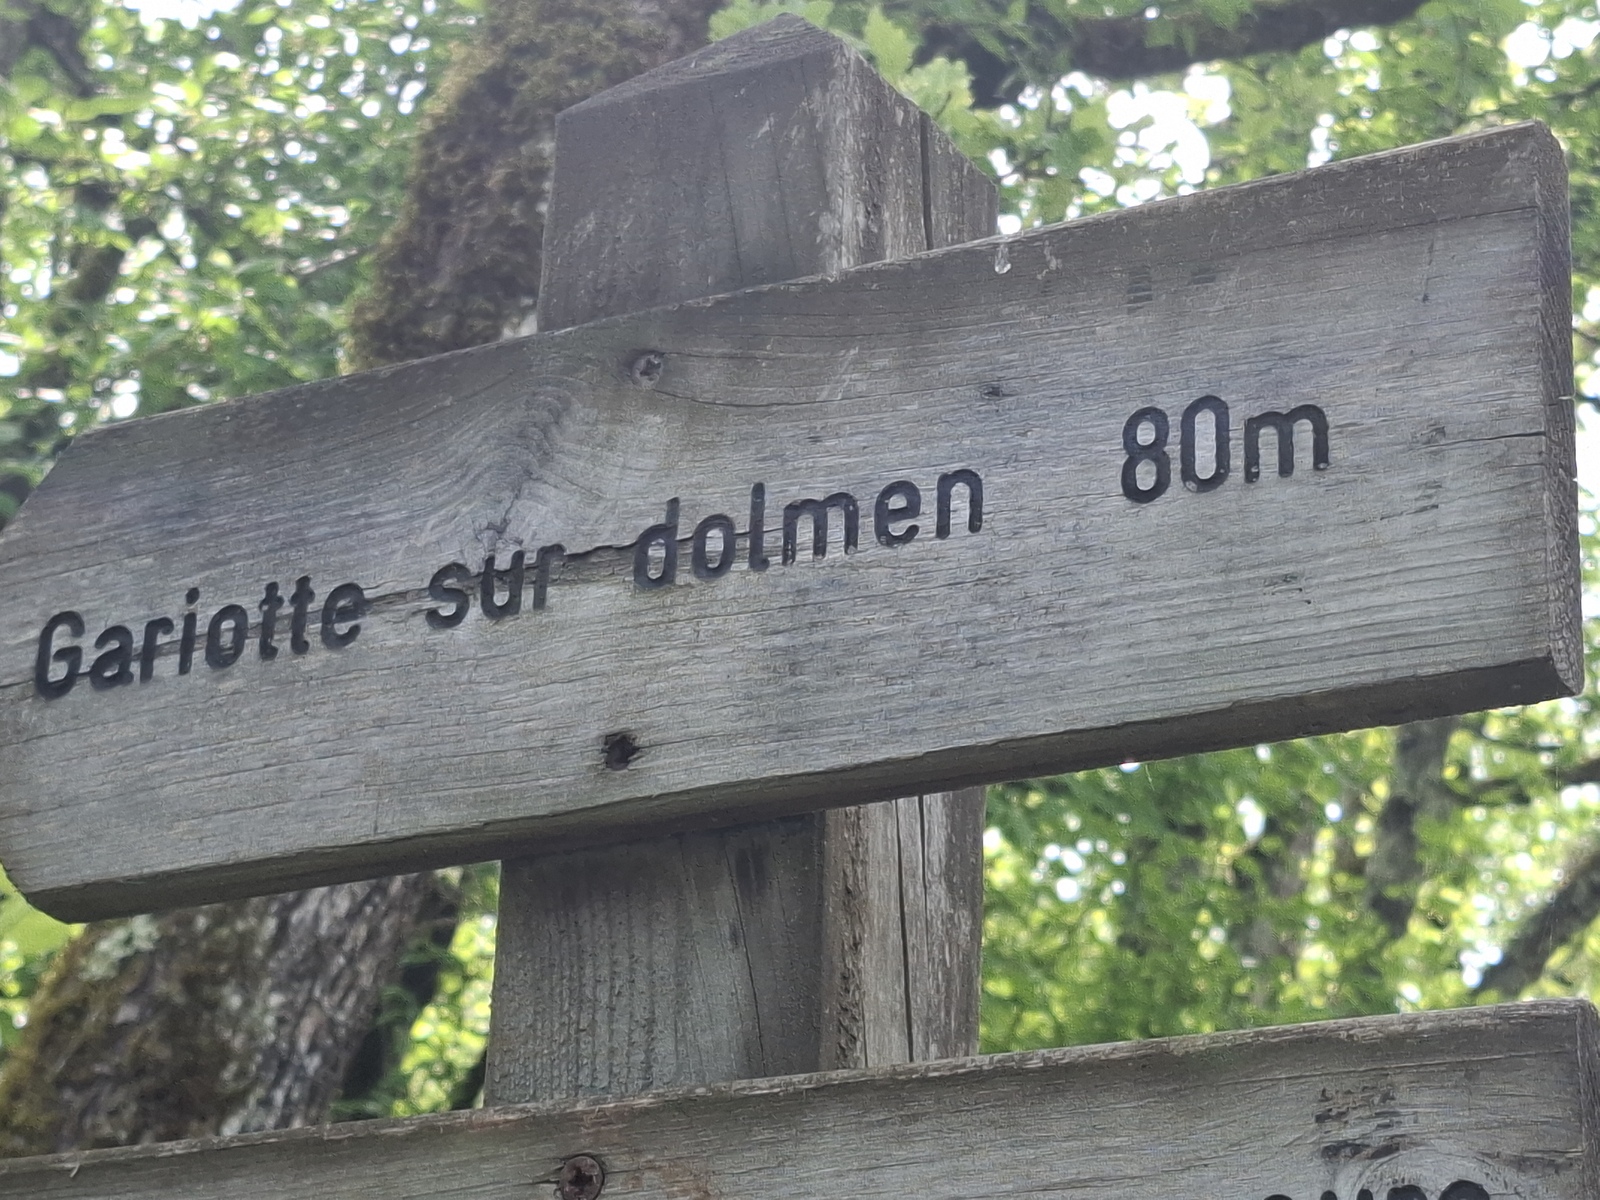 Gariotte sur dolmen 80m